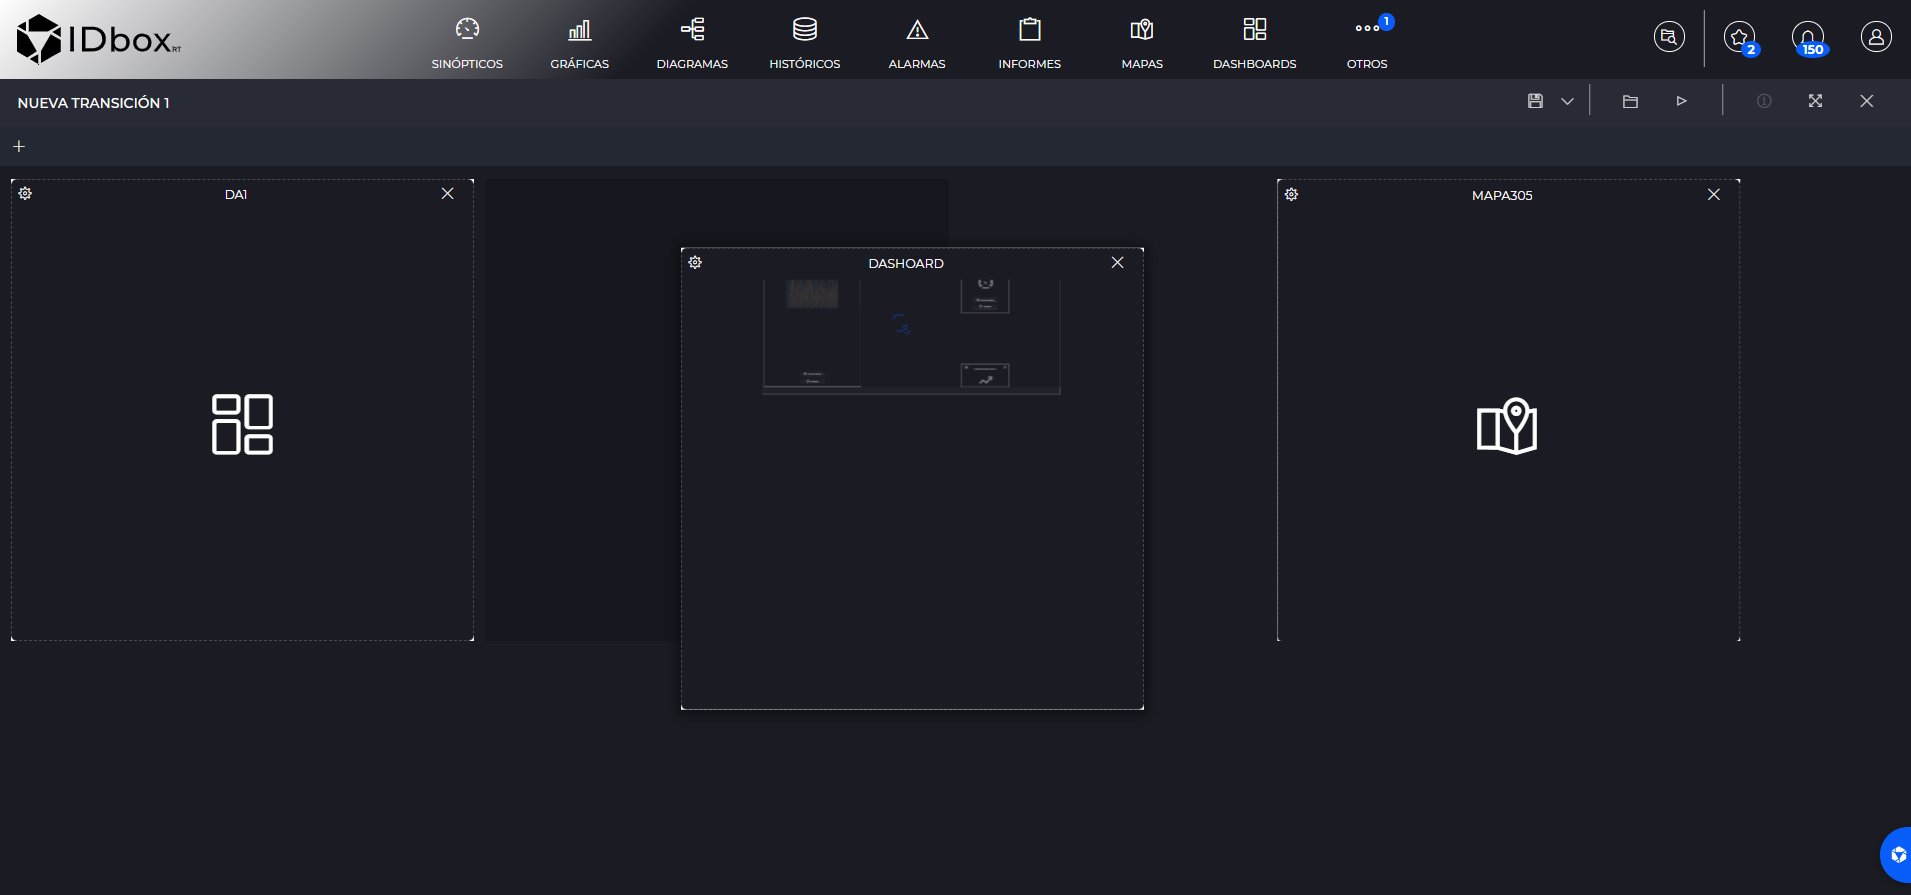 IDbox RT
SINÓPTICOS
GRÁFICAS
DIAGRAMAS
HISTÓRICOS
ALARMAS
INFORMES
MAPAS
DASHBOARDS
1
OTROS
2
150
NUEVA TRANSICIÓN 1
DA1
DASHOARD
MAPA305